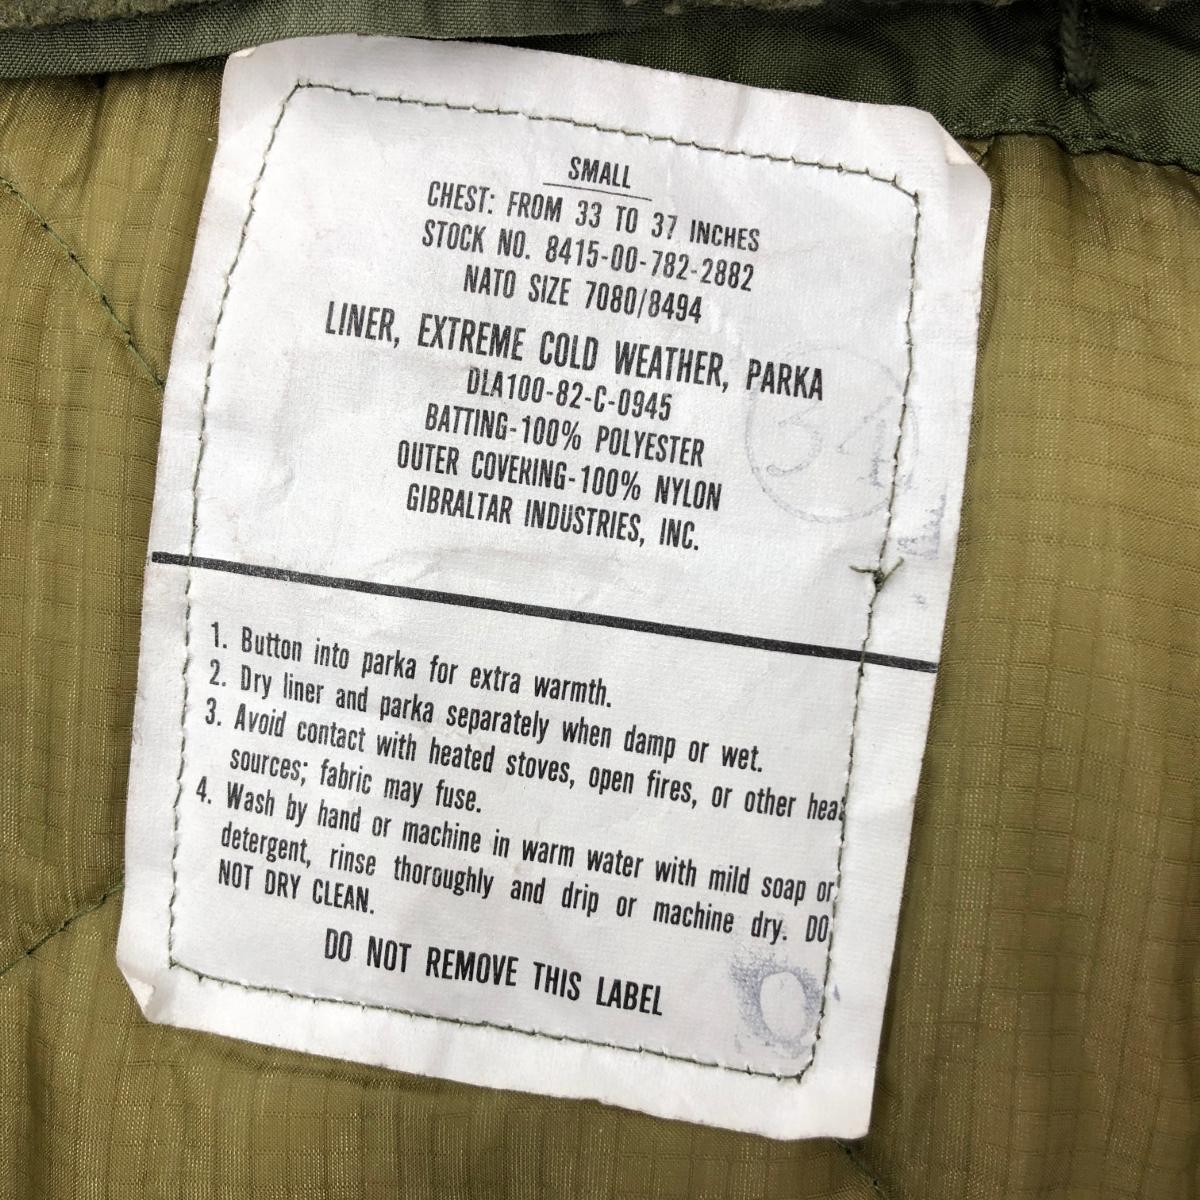 SMALL
CHEST: FROM 33 TO 37 INCHES
STOCK NO. 8415-00-782-2882
NATO SIZE 7080/8494
LINER, EXTREME COLD WEATHER, PARKA
DLA100-82-C-0945
BATTING-100% POLYESTER
OUTER COVERING-100% NYLON
GIBRALTAR INDUSTRIES, INC.
1. Button into parka for extra warmth.
2. Dry liner and parka separately when damp or wet.
3. Avoid contact with heated stoves, open fires, or other heat
sources; fabric may fuse.
4. Wash by hand or machine in warm water with mild soap or
detergent, rinse thoroughly and drip or machine dry. DO
NOT DRY CLEAN.
DO NOT REMOVE THIS LABEL